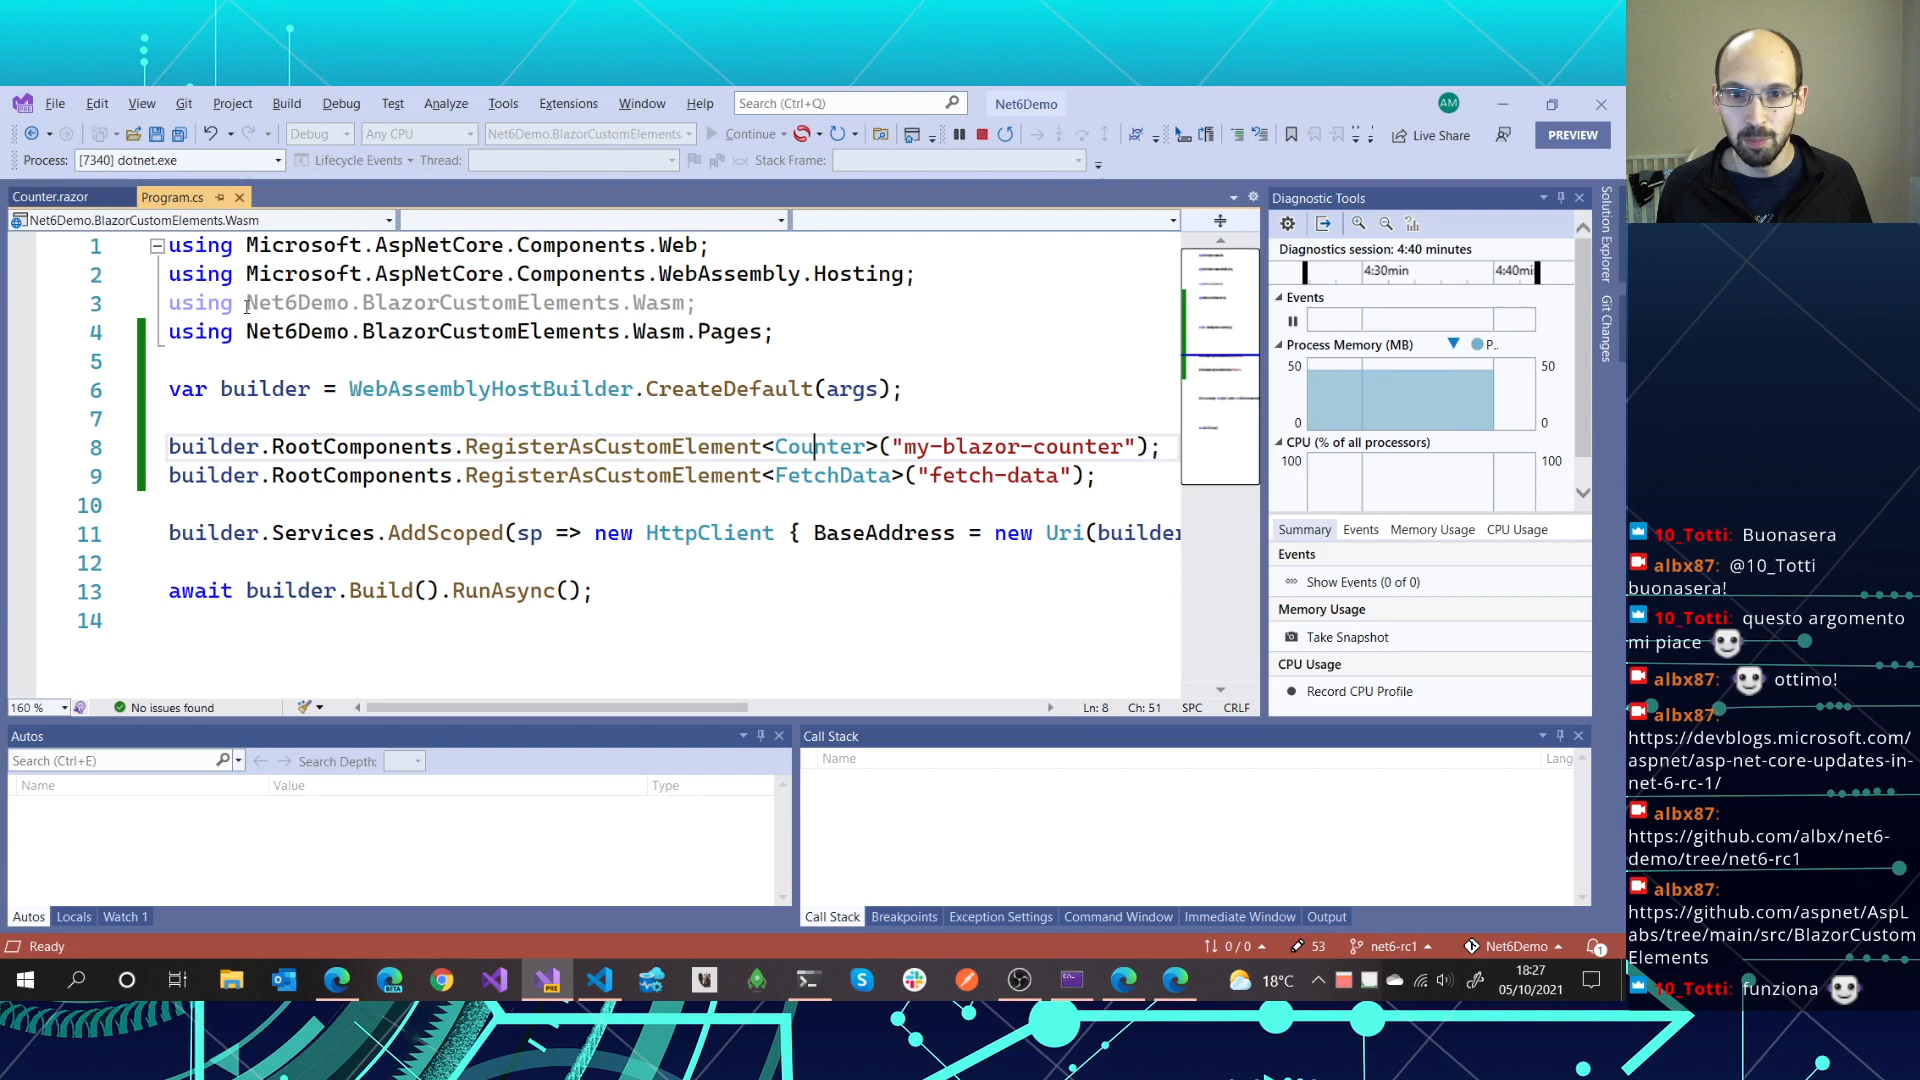 File Edit View Git Project Build Debug Test Analyze Tools Extensions Window Help Search (Ctrl+Q) Net6Demo AM
Debug Any CPU Net6Demo.BlazorCustomElements. Continue Live Share PREVIEW
Process: [7340] dotnet.exe Lifecycle Events Thread: Stack Frame:
Counter.razor Program.cs
Net6Demo.BlazorCustomElements.Wasm
1 using Microsoft.AspNetCore.Components.Web;
2 using Microsoft.AspNetCore.Components.WebAssembly.Hosting;
3 using Net6Demo.BlazorCustomElements.Wasm;
4 using Net6Demo.BlazorCustomElements.Wasm.Pages;
5
6 var builder = WebAssemblyHostBuilder.CreateDefault(args);
7
8 builder.RootComponents.RegisterAsCustomElement<Counter>("my-blazor-counter");
9 builder.RootComponents.RegisterAsCustomElement<FetchData>("fetch-data");
10
11 builder.Services.AddScoped(sp => new HttpClient { BaseAddress = new Uri(builder
12
13 await builder.Build().RunAsync();
14
160 % No issues found Ln: 8 Ch: 51 SPC CRLF
Diagnostic Tools
Diagnostics session: 4:40 minutes
4:30min 4:40mi
Events
Process Memory (MB) P..
50 50
0 0
CPU (% of all processors)
100 100
Summary Events Memory Usage CPU Usage
Events
Show Events (0 of 0)
Memory Usage
Take Snapshot
CPU Usage
Record CPU Profile
Solution Explorer
Git Changes
Autos
Search (Ctrl+E) Search Depth:
Name Value Type
Autos Locals Watch 1
Call Stack
Name Lang
Call Stack Breakpoints Exception Settings Command Window Immediate Window Output
Ready 0 / 0 53 net6-rc1 Net6Demo 1
PRE
BETA
18°C 18:27
05/10/2021
10_Totti: Buonasera
albx87: @10_Totti
buonasera!
10_Totti: questo argomento
mi piace
albx87: ottimo!
albx87:
https://devblogs.microsoft.com/
aspnet/asp-net-core-updates-in-
net-6-rc-1/
albx87:
https://github.com/albx/net6-
demo/tree/net6-rc1
albx87:
https://github.com/aspnet/AspL
abs/tree/main/src/BlazorCustom
Elements
10_Totti: funziona